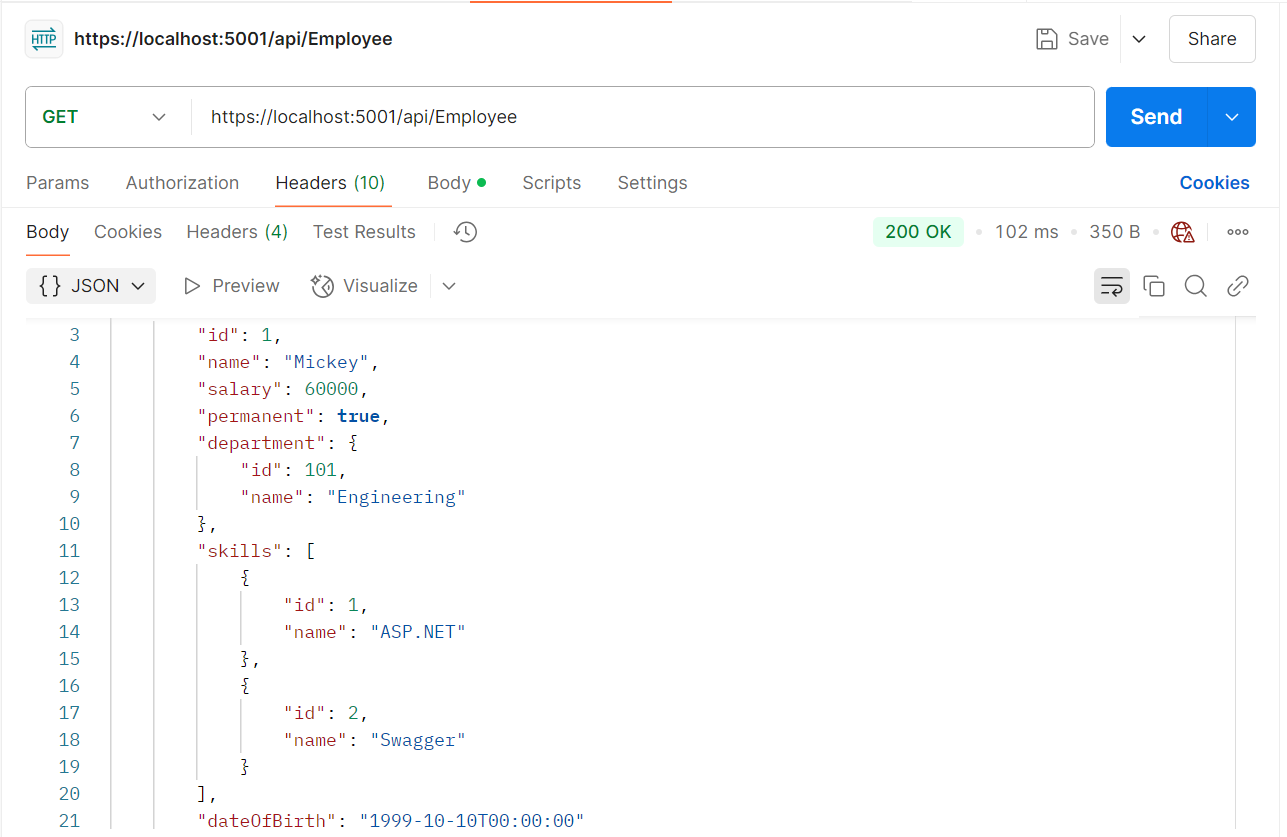 HTTP https://localhost:5001/api/Employee Save Share
GET https://localhost:5001/api/Employee Send
Params Authorization Headers (10) Body Scripts Settings Cookies
Body Cookies Headers (4) Test Results 200 OK 102 ms 350 B
{} JSON Preview Visualize
3 "id": 1,
4 "name": "Mickey",
5 "salary": 60000,
6 "permanent": true,
7 "department": {
8 "id": 101,
9 "name": "Engineering"
10 },
11 "skills": [
12 {
13 "id": 1,
14 "name": "ASP.NET"
15 },
16 {
17 "id": 2,
18 "name": "Swagger"
19 }
20 ],
21 "dateOfBirth": "1999-10-10T00:00:00"